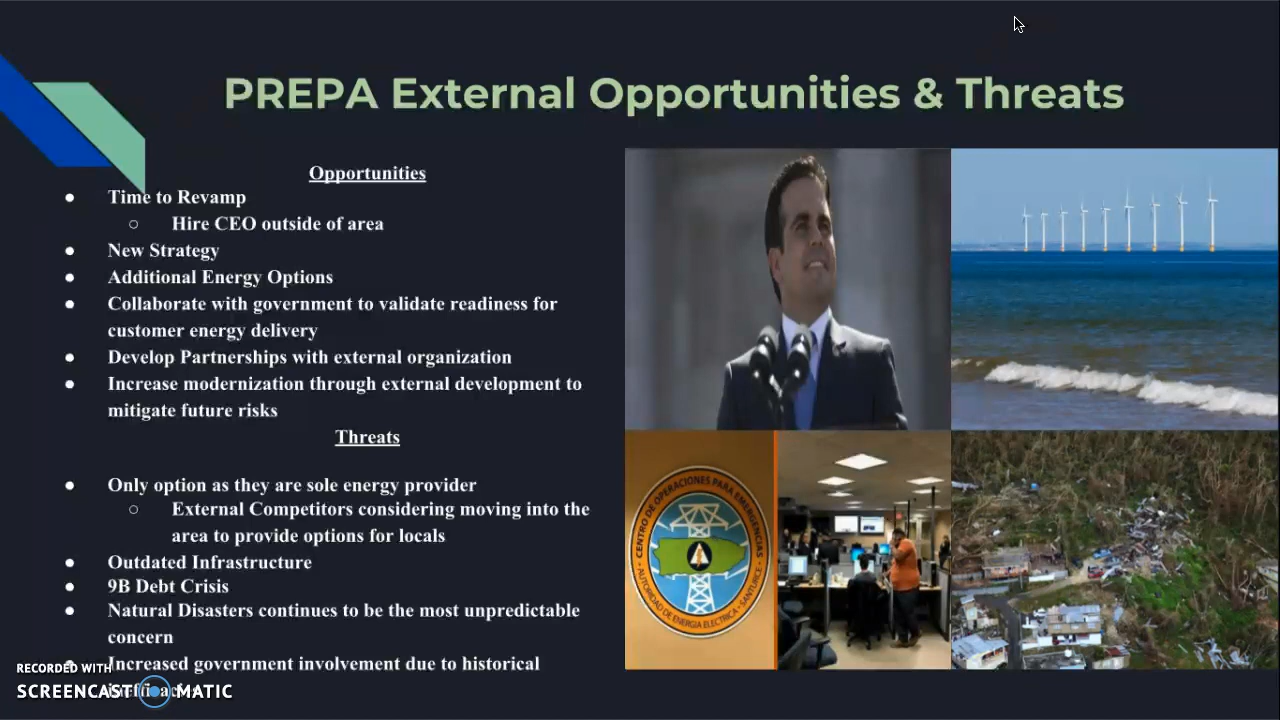 PREPA External Opportunities & Threats
Opportunities
● Time to Revamp
○ Hire CEO outside of area
● New Strategy
● Additional Energy Options
● Collaborate with government to validate readiness for
customer energy delivery
● Develop Partnerships with external organization
● Increase modernization through external development to
mitigate future risks
Threats
● Only option as they are sole energy provider
○ External Competitors considering moving into the
area to provide options for locals
● Outdated Infrastructure
● 9B Debt Crisis
● Natural Disasters continues to be the most unpredictable
concern
● Increased government involvement due to historical
CENTRO DE OPERACIONES PARA EMERGENCIAS
AUTORIDAD DE ENERGIA ELECTRICA - SANTURCE
RECORDED WITH
SCREENCAST MATIC